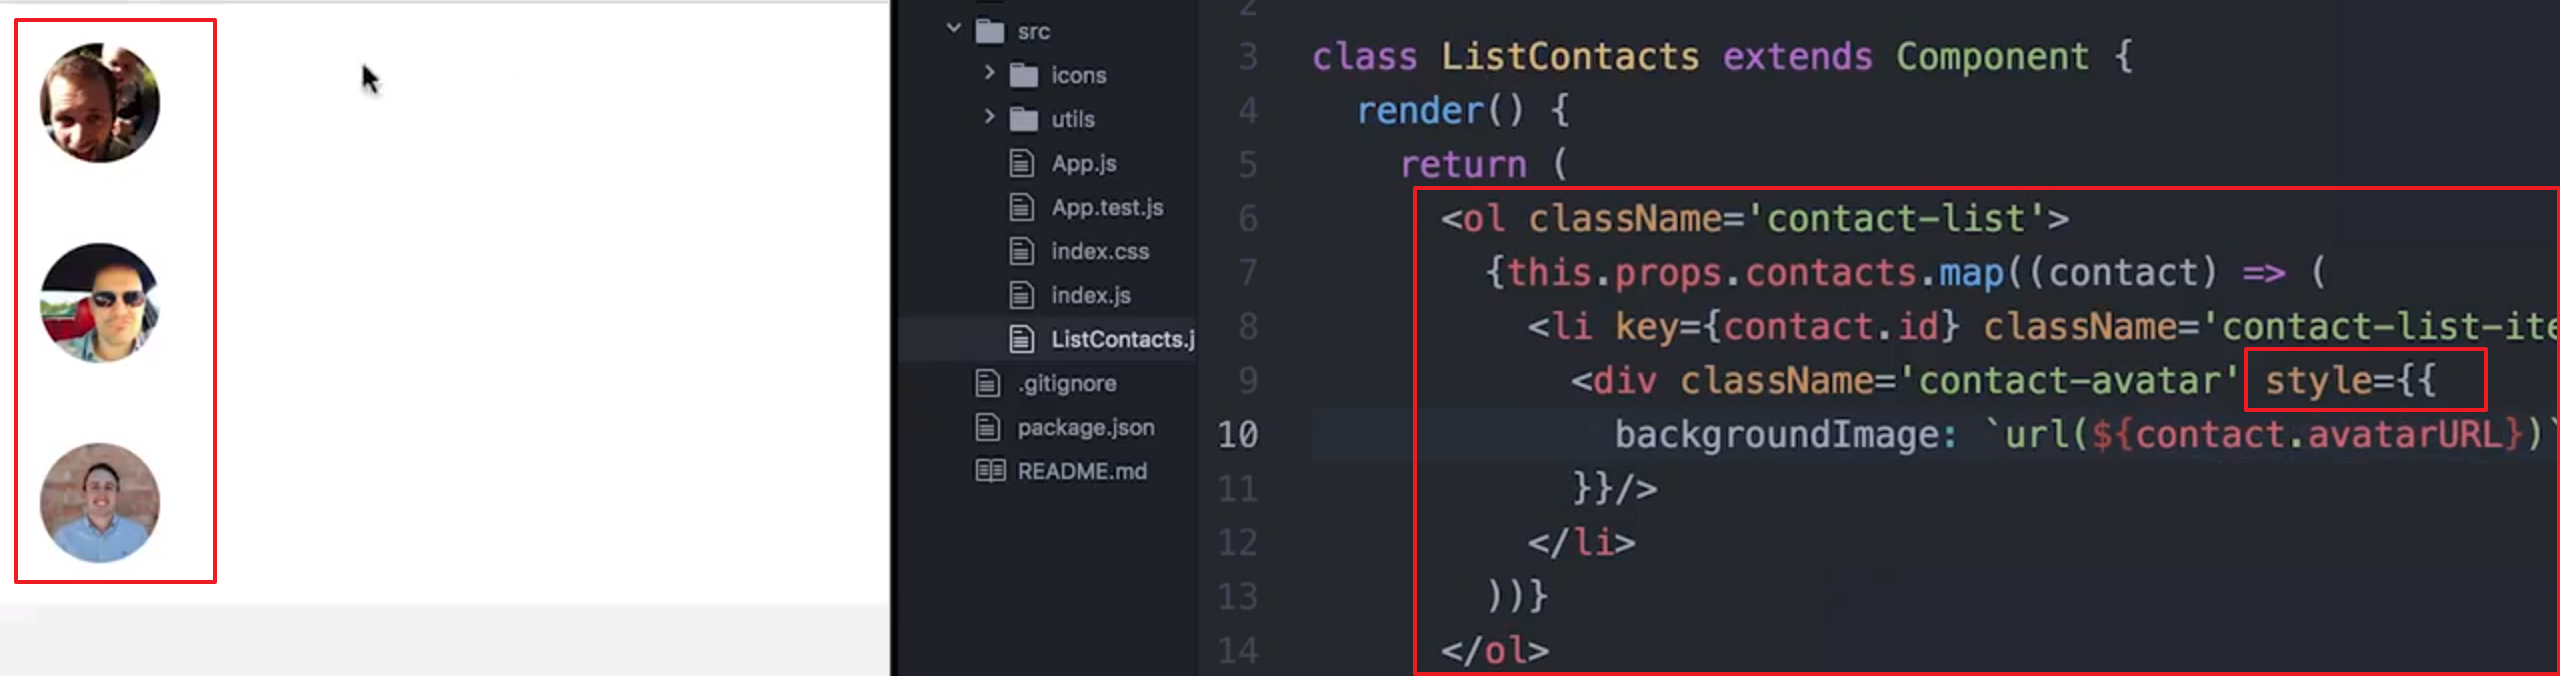 src
icons
utils
App.js
App.test.js
index.css
index.js
ListContacts.j
.gitignore
package.json
README.md
2
3 class ListContacts extends Component {
4 render() {
5 return (
6 <ol className='contact-list'>
7 {this.props.contacts.map((contact) => (
8 <li key={contact.id} className='contact-list-ite
9 <div className='contact-avatar' style={{
10 backgroundImage: `url(${contact.avatarURL})`
11 }}/>
12 </li>
13 ))}
14 </ol>